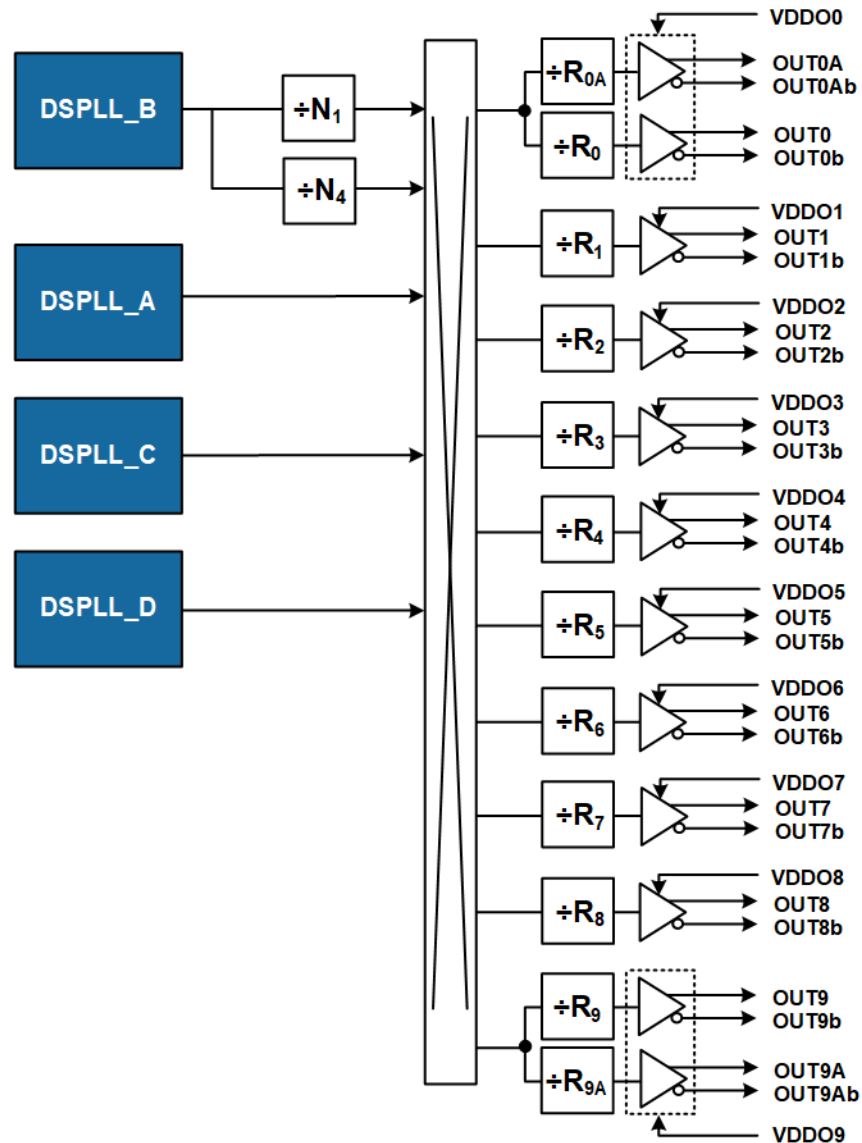 VDDO0
DSPLL_B
÷N1
÷N4
÷R0A
OUT0A
OUT0Ab
÷R0
OUT0
OUT0b
VDDO1
÷R1
OUT1
OUT1b
DSPLL_A
VDDO2
÷R2
OUT2
OUT2b
DSPLL_C
VDDO3
÷R3
OUT3
OUT3b
VDDO4
÷R4
OUT4
OUT4b
DSPLL_D
VDDO5
÷R5
OUT5
OUT5b
VDDO6
÷R6
OUT6
OUT6b
VDDO7
÷R7
OUT7
OUT7b
VDDO8
÷R8
OUT8
OUT8b
÷R9
OUT9
OUT9b
÷R9A
OUT9A
OUT9Ab
VDDO9